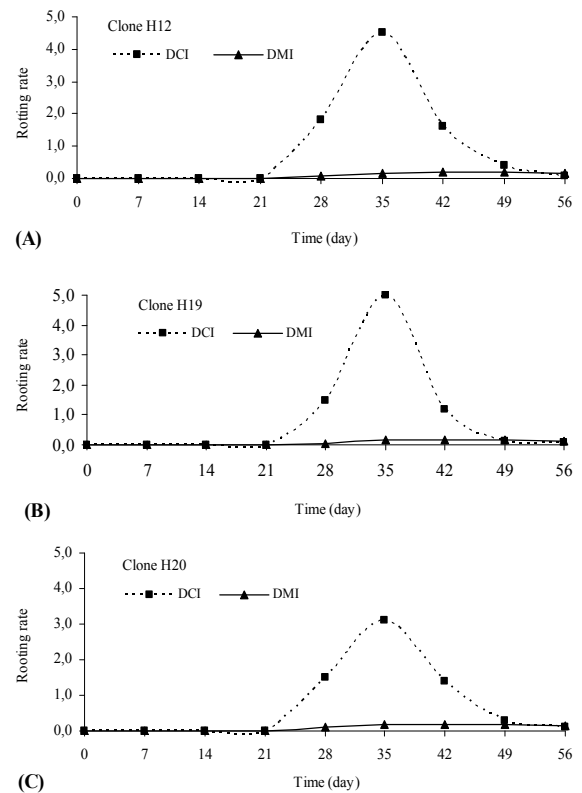 Clone H12
DCI DMI
5,0
4,0
3,0
2,0
1,0
0,0
Rotting rate
0 7 14 21 28 35 42 49 56
Time (day)
(A)
Clone H19
DCI DMI
5,0
4,0
3,0
2,0
1,0
0,0
Rooting rate
0 7 14 21 28 35 42 49 56
Time (day)
(B)
Clone H20
DCI DMI
5,0
4,0
3,0
2,0
1,0
0,0
Rooting rate
0 7 14 21 28 35 42 49 56
Time (day)
(C)